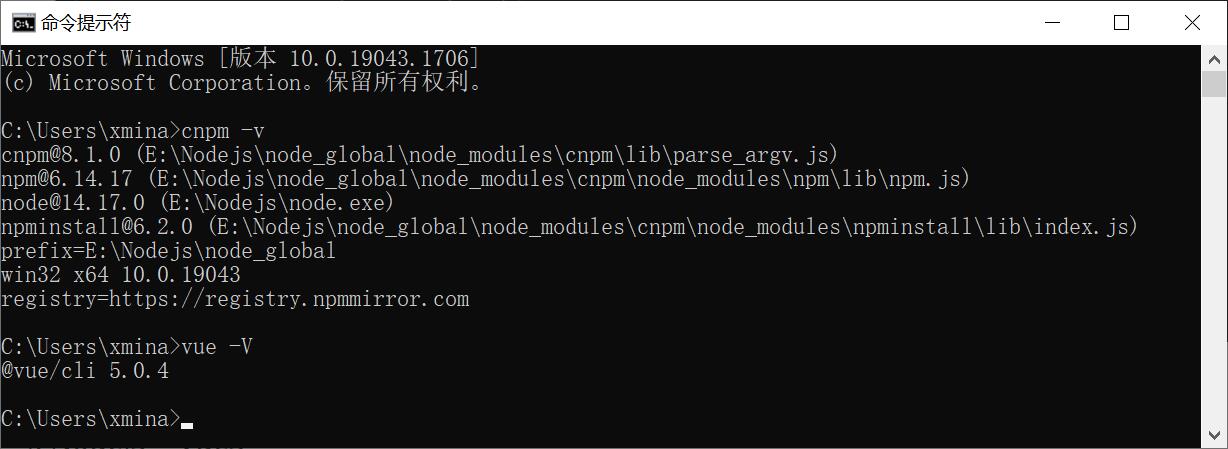 命令提示符
Microsoft Windows [版本 10.0.19043.1706]
(c) Microsoft Corporation。保留所有权利。
C:\Users\xmina>cnpm -v
cnpm@8.1.0 (E:\Nodejs\node_global\node_modules\cnpm\lib\parse_argv.js)
npm@6.14.17 (E:\Nodejs\node_global\node_modules\cnpm\node_modules\npm\lib\npm.js)
node@14.17.0 (E:\Nodejs\node.exe)
npminstall@6.2.0 (E:\Nodejs\node_global\node_modules\cnpm\node_modules\npminstall\lib\index.js)
prefix=E:\Nodejs\node_global
win32 x64 10.0.19043
registry=https://registry.npmmirror.com
C:\Users\xmina>vue -V
@vue/cli 5.0.4
C:\Users\xmina>